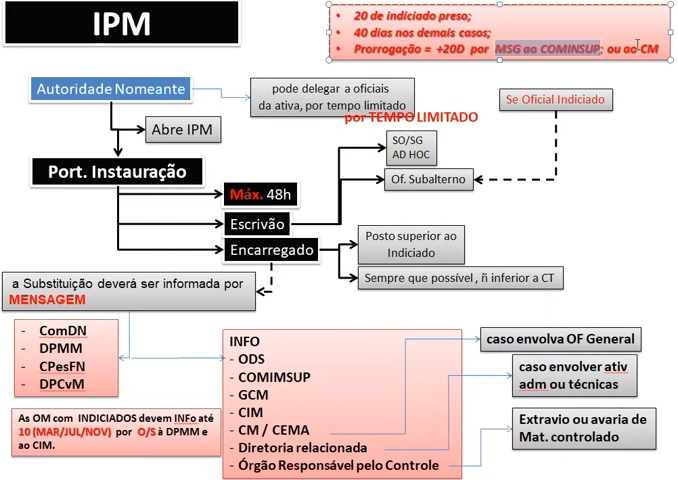 IPM
• 20 de indiciado preso;
• 40 dias nos demais casos;
• Prorrogação = +20D por MSG ao COMINSUP; ou ao CM
Autoridade Nomeante
pode delegar a oficiais
da ativa, por tempo limitado
por TEMPO LIMITADO
Se Oficial Indiciado
Abre IPM
SO/SG
AD HOC
Port. Instauração
Of. Subalterno
Máx. 48h
Escrivão
Encarregado
Posto superior ao
Indiciado
Sempre que possível , ñ inferior a CT
a Substituição deverá ser informada por
MENSAGEM
- ComDN
- DPMM
- CPesFN
- DPCvM
INFO
- ODS
- COMIMSUP
- GCM
- CIM
- CM / CEMA
- Diretoria relacionada
- Órgão Responsável pelo Controle
caso envolva OF General
caso envolver ativ
adm ou técnicas
Extravio ou avaria de
Mat. controlado
As OM com INDICIADOS devem INFo até
10 (MAR/JUL/NOV) por O/S à DPMM e
ao CIM.